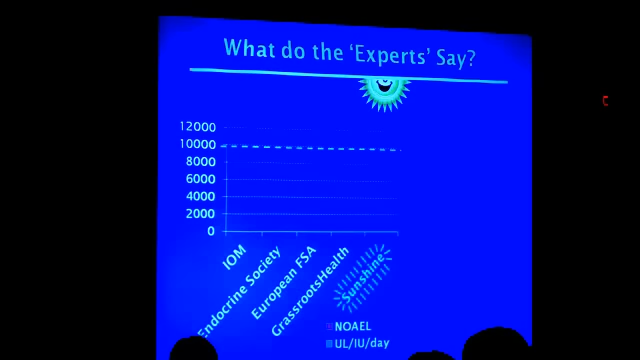 What do the 'Experts' Say?
12000
10000
8000
6000
4000
2000
0
IOM
Endocrine Society
European FSA
GrassrootsHealth
Sunshine
NOAEL
UL/IU/day